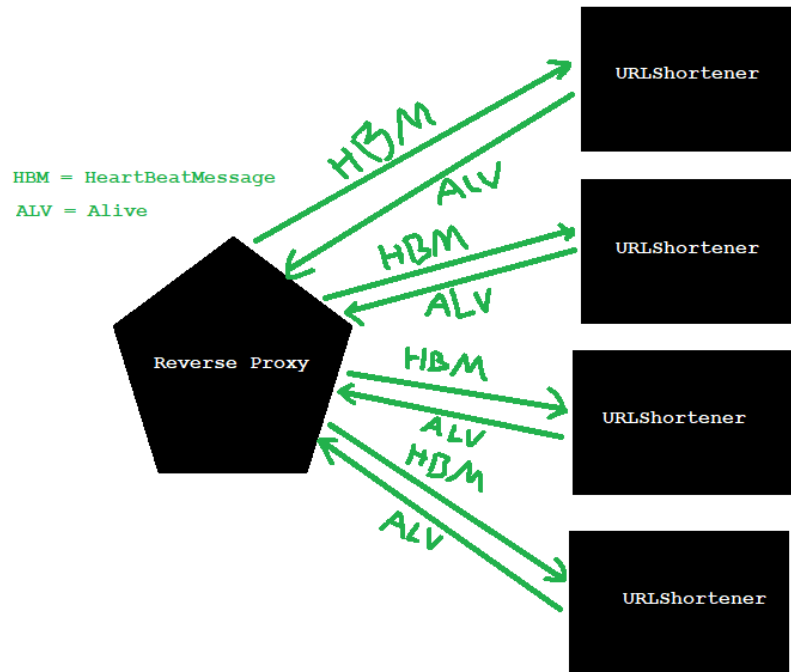 URLShortener
HBM
ALV
HBM = HeartBeatMessage
ALV = Alive
HBM
ALV
URLShortener
Reverse Proxy
HBM
ALV
URLShortener
HBM
ALV
URLShortener